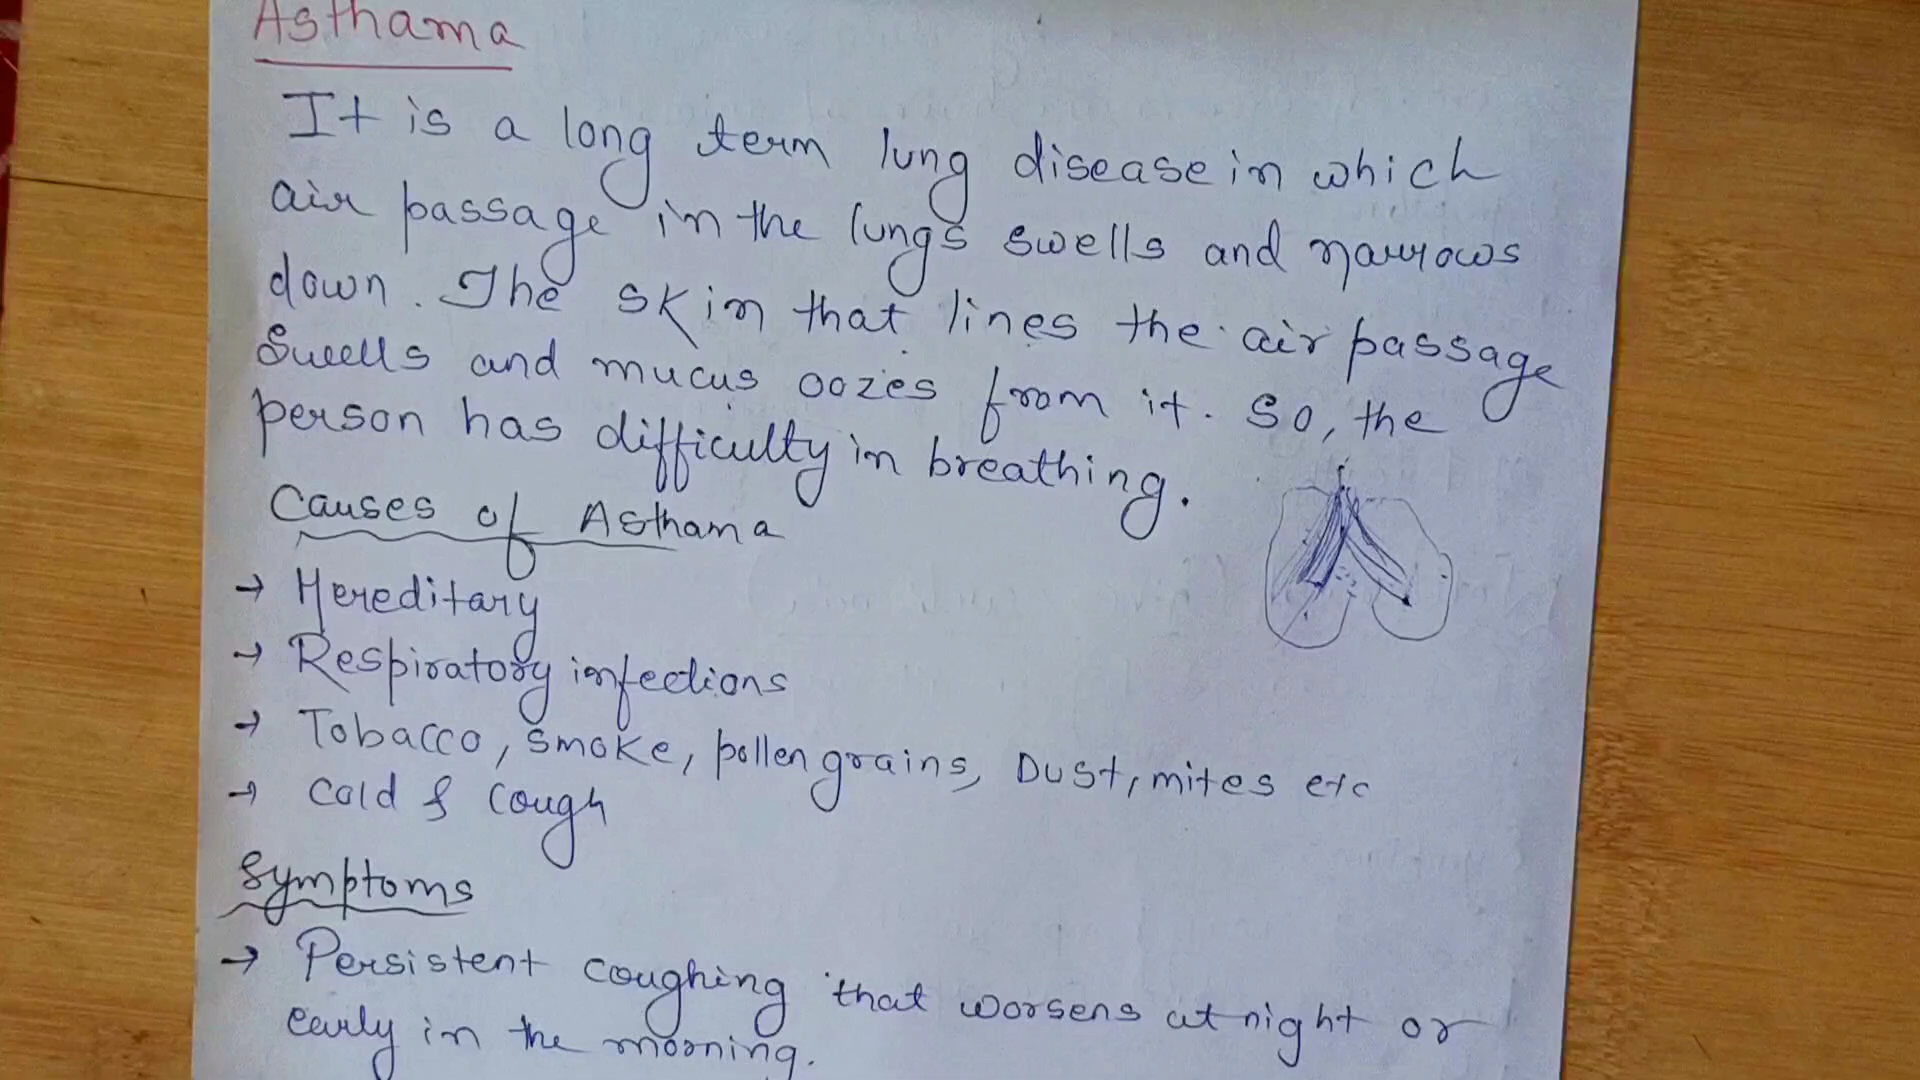 Asthama
It is a long term lung disease in which
air passage in the lungs swells and narrows
down. The skin that lines the air passage
Swells and mucus oozes from it. So, the
person has difficulty in breathing.
Causes of Asthama
→ Hereditary
→ Respiratory infections
→ Tobacco, smoke, pollen grains, Dust, mites etc
→ Cold & Cough
Symptoms
→ Persistent coughing that worsens at night or
early in the morning.